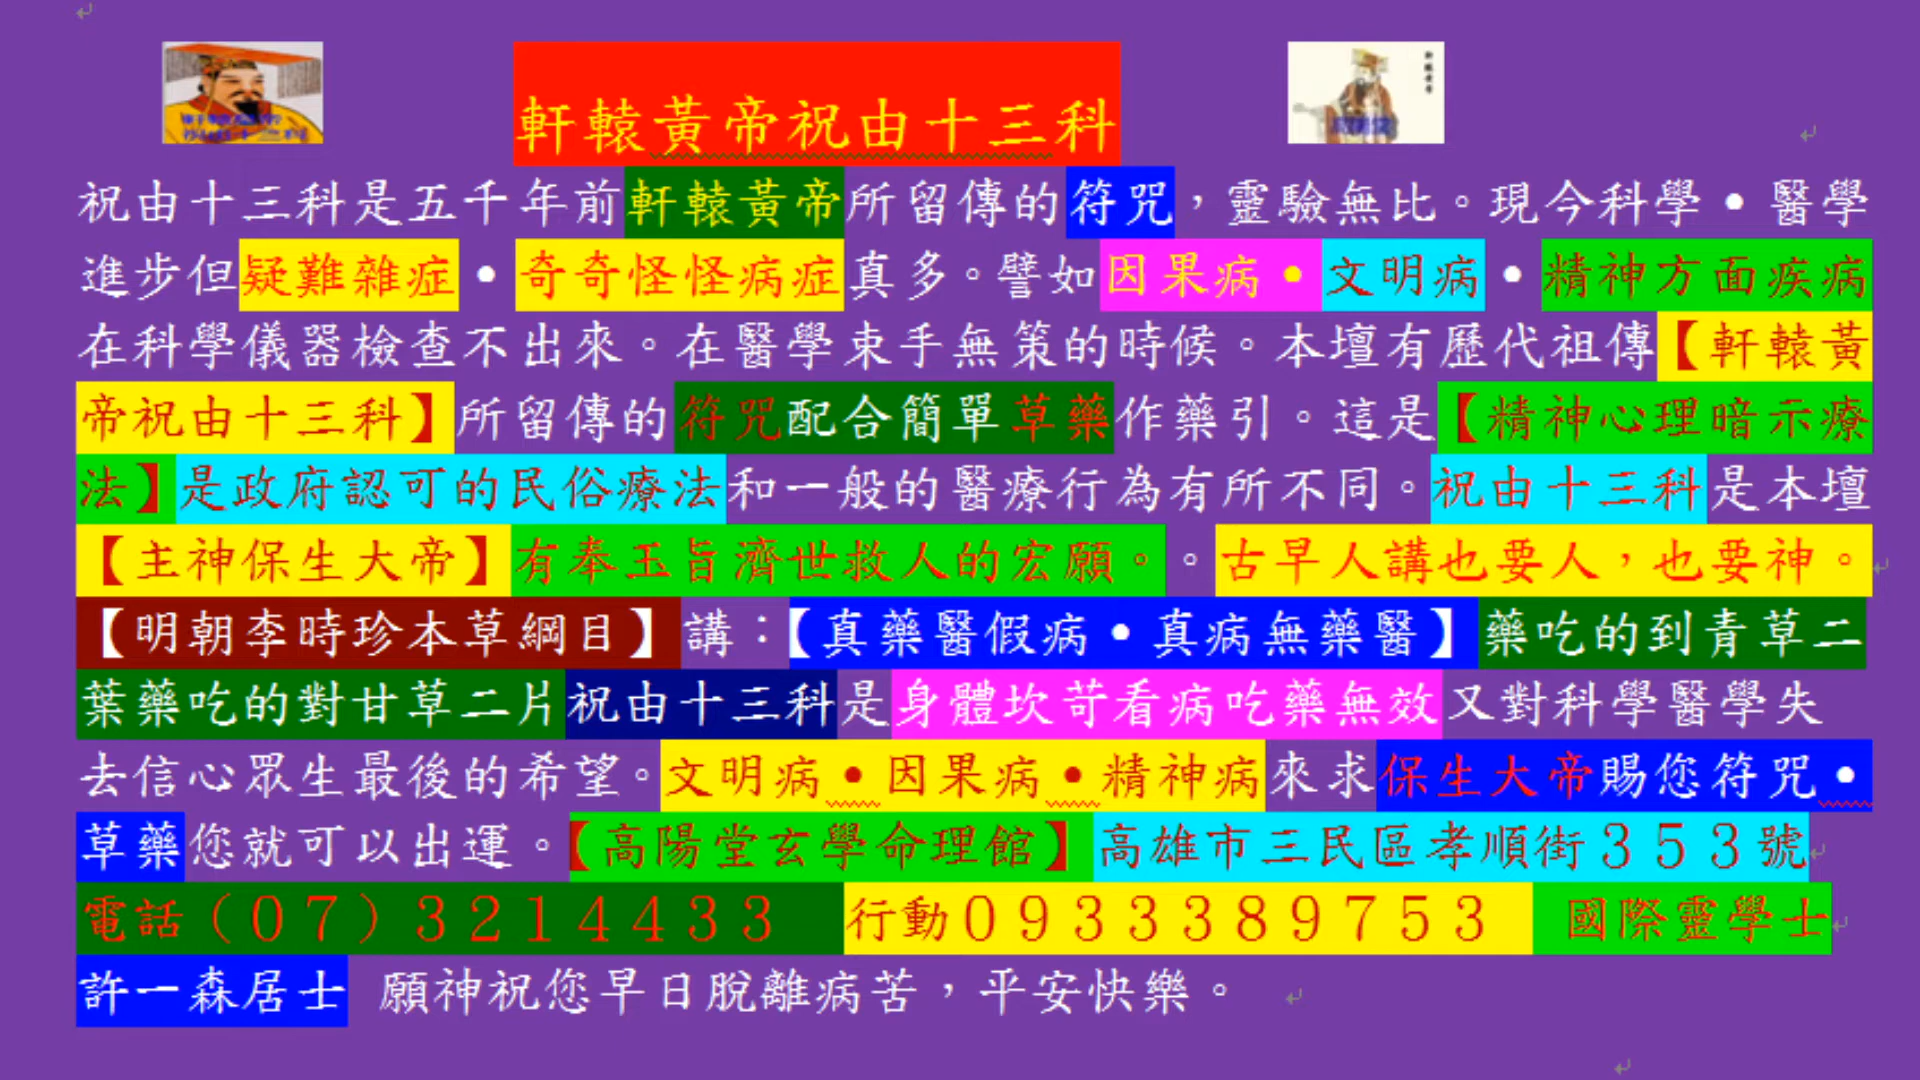 軒轅黃帝祝由十三科
祝由十三科是五千年前軒轅黃帝所留傳的符咒，靈驗無比。現今科學•醫學
進步但疑難雜症•奇奇怪怪病症真多。譬如因果病•文明病•精神方面疾病
在科學儀器檢查不出來。在醫學束手無策的時候。本壇有歷代祖傳【軒轅黃
帝祝由十三科】所留傳的符咒配合簡單草藥作藥引。這是【精神心理暗示療
法】是政府認可的民俗療法和一般的醫療行為有所不同。祝由十三科是本壇
【主神保生大帝】有奉玉旨濟世救人的宏願。。古早人講也要人，也要神。
【明朝李時珍本草綱目】講：【真藥醫假病•真病無藥醫】藥吃的到青草二
葉藥吃的對甘草二片祝由十三科是身體坎苛看病吃藥無效又對科學醫學失
去信心眾生最後的希望。文明病•因果病•精神病來求保生大帝賜您符咒•
草藥您就可以出運。【高陽堂玄學命理館】高雄市三民區孝順街３５３號
電話（０７）３２１４４３３ 行動０９３３３８９７５３ 國際靈學士
許一森居士 願神祝您早日脫離病苦，平安快樂。